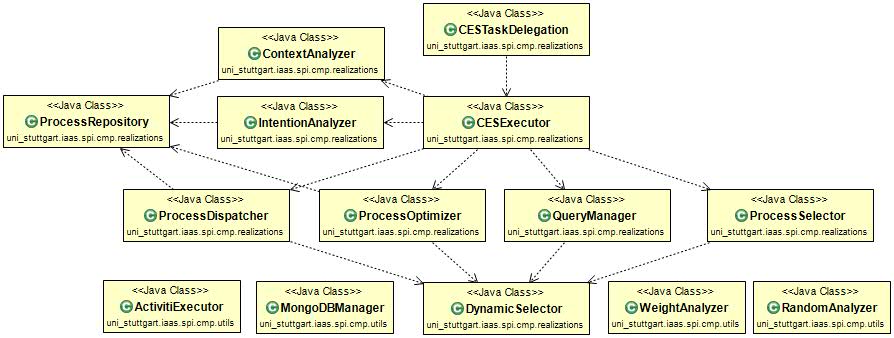 <<Java Class>>
CESTaskDelegation
uni_stuttgart.iaas.spi.cmp.realizations
<<Java Class>>
ContextAnalyzer
uni_stuttgart.iaas.spi.cmp.realizations
<<Java Class>>
ProcessRepository
uni_stuttgart.iaas.spi.cmp.realizations
<<Java Class>>
IntentionAnalyzer
uni_stuttgart.iaas.spi.cmp.realizations
<<Java Class>>
CESExecutor
uni_stuttgart.iaas.spi.cmp.realizations
<<Java Class>>
ProcessDispatcher
uni_stuttgart.iaas.spi.cmp.realizations
<<Java Class>>
ProcessOptimizer
uni_stuttgart.iaas.spi.cmp.realizations
<<Java Class>>
QueryManager
uni_stuttgart.iaas.spi.cmp.realizations
<<Java Class>>
ProcessSelector
uni_stuttgart.iaas.spi.cmp.realizations
<<Java Class>>
ActivitiExecutor
uni_stuttgart.iaas.spi.cmp.utils
<<Java Class>>
MongoDBManager
uni_stuttgart.iaas.spi.cmp.utils
<<Java Class>>
DynamicSelector
uni_stuttgart.iaas.spi.cmp.realizations
<<Java Class>>
WeightAnalyzer
uni_stuttgart.iaas.spi.cmp.utils
<<Java Class>>
RandomAnalyzer
uni_stuttgart.iaas.spi.cmp.utils